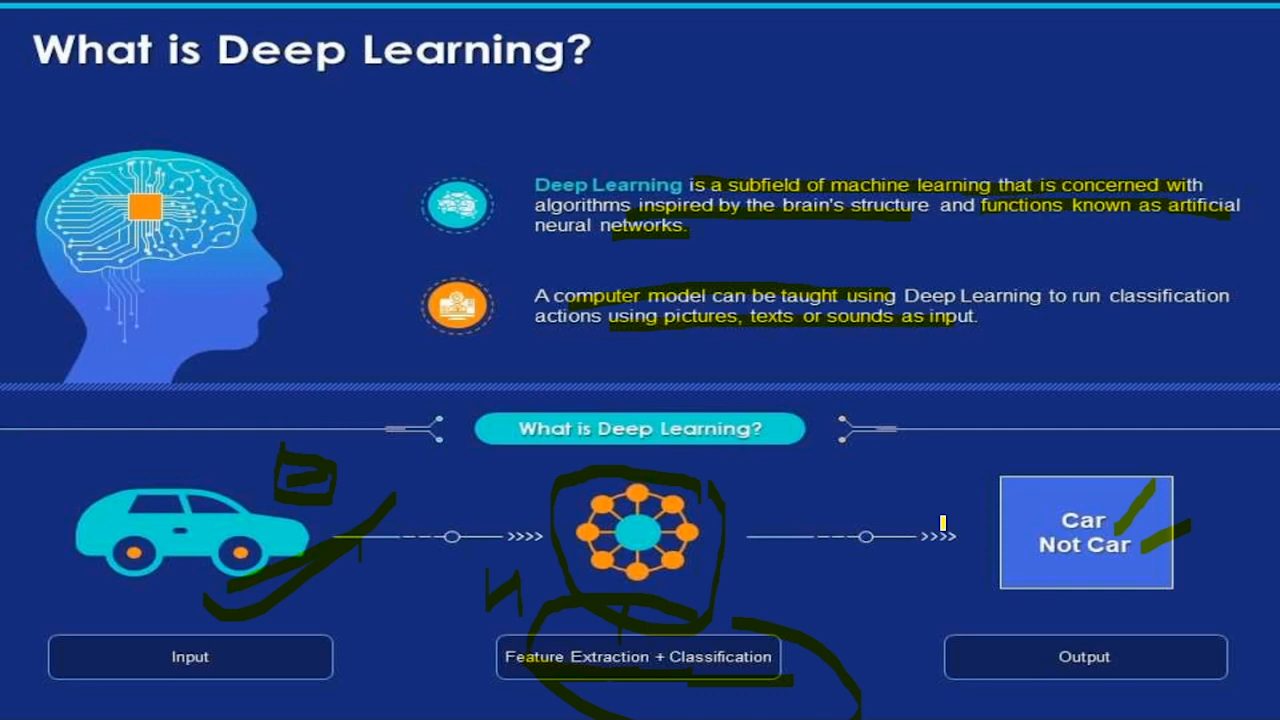 What is Deep Learning?
Deep Learning is a subfield of machine learning that is concerned with
algorithms inspired by the brain's structure and functions known as artificial
neural networks.
A computer model can be taught using Deep Learning to run classification
actions using pictures, texts or sounds as input.
What is Deep Learning?
Car
Not Car
Input
Feature Extraction + Classification
Output